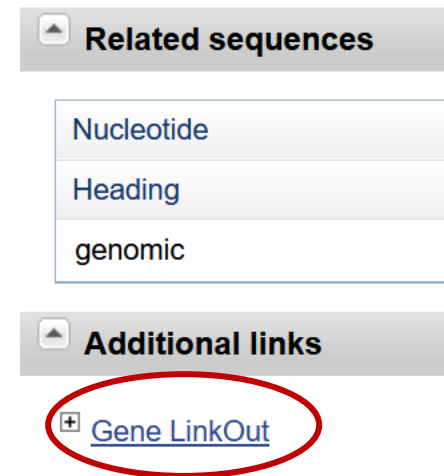 Related sequences
Nucleotide
Heading
genomic
Additional links
Gene LinkOut